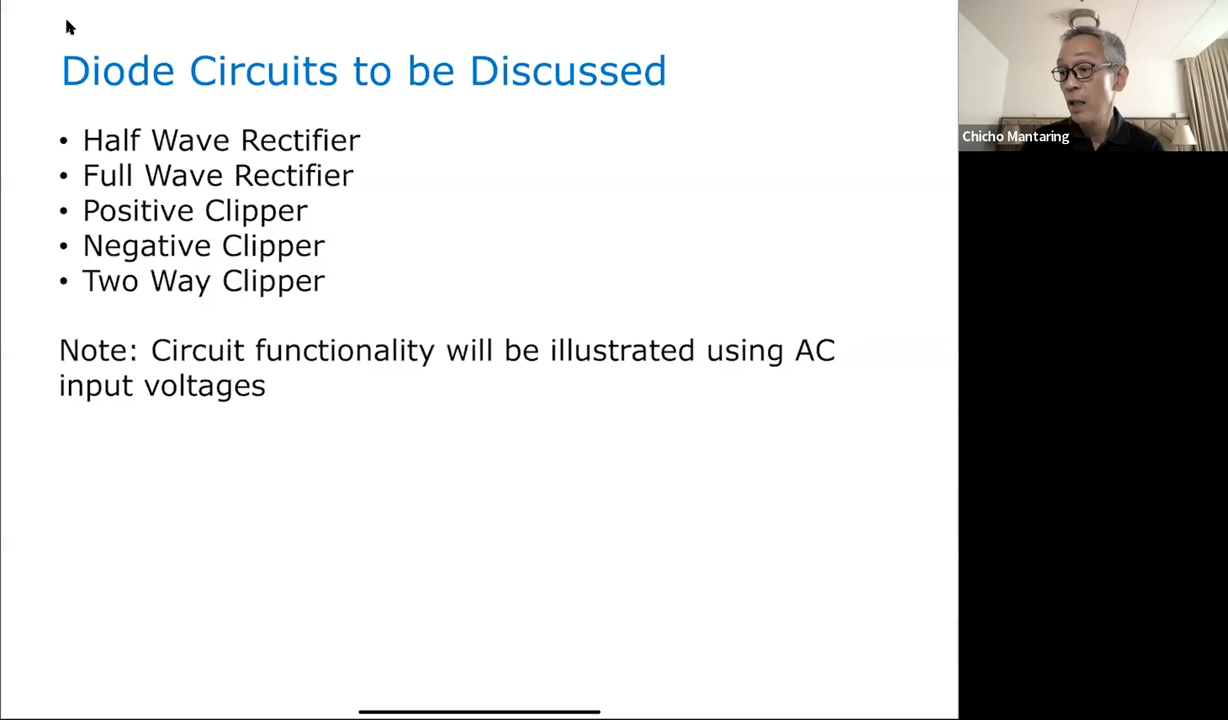 Diode Circuits to be Discussed
• Half Wave Rectifier
• Full Wave Rectifier
• Positive Clipper
• Negative Clipper
• Two Way Clipper
Note: Circuit functionality will be illustrated using AC
input voltages
Chicho Mantaring